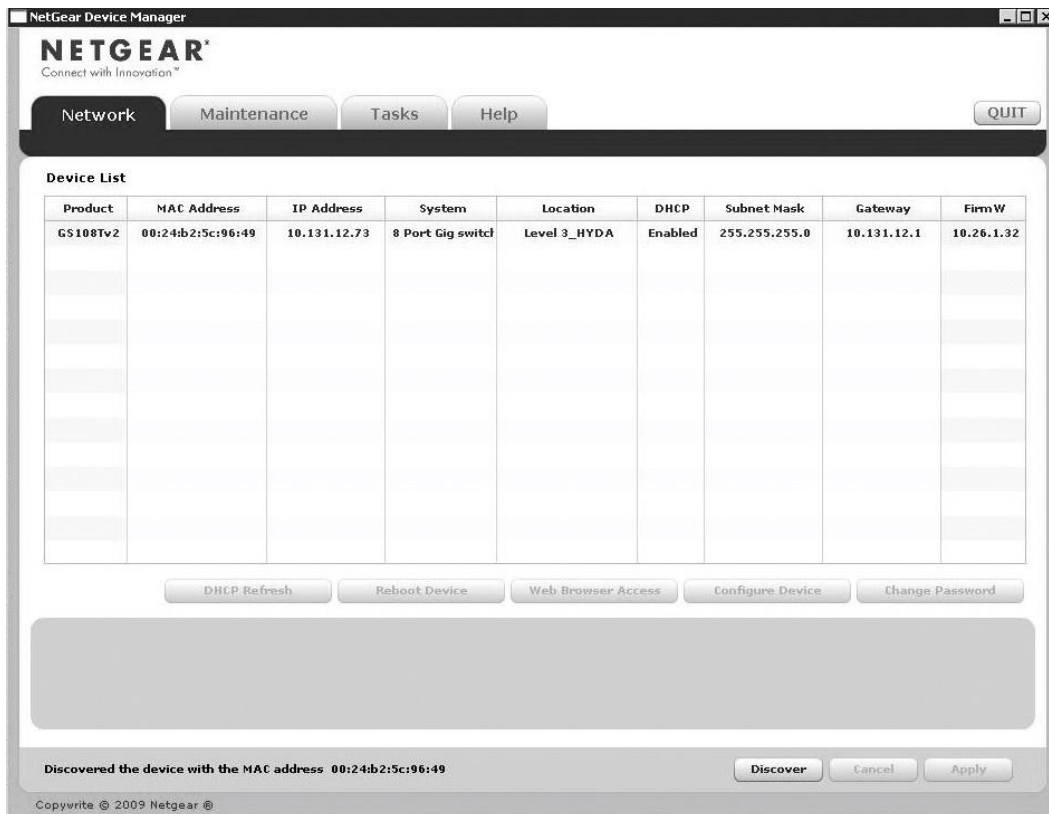 NetGear Device Manager
NETGEAR®
Connect with Innovation™
Network Maintenance Tasks Help QUIT
Device List
Product MAC Address IP Address System Location DHCP Subnet Mask Gateway FirmW
GS108Tv2 00:24:b2:5c:96:49 10.131.12.73 8 Port Gig switch Level 3_HYDA Enabled 255.255.255.0 10.131.12.1 10.26.1.32
DHCP Refresh Reboot Device Web Browser Access Configure Device Change Password
Discovered the device with the MAC address 00:24:b2:5c:96:49
Discover Cancel Apply
Copywrite © 2009 Netgear ®